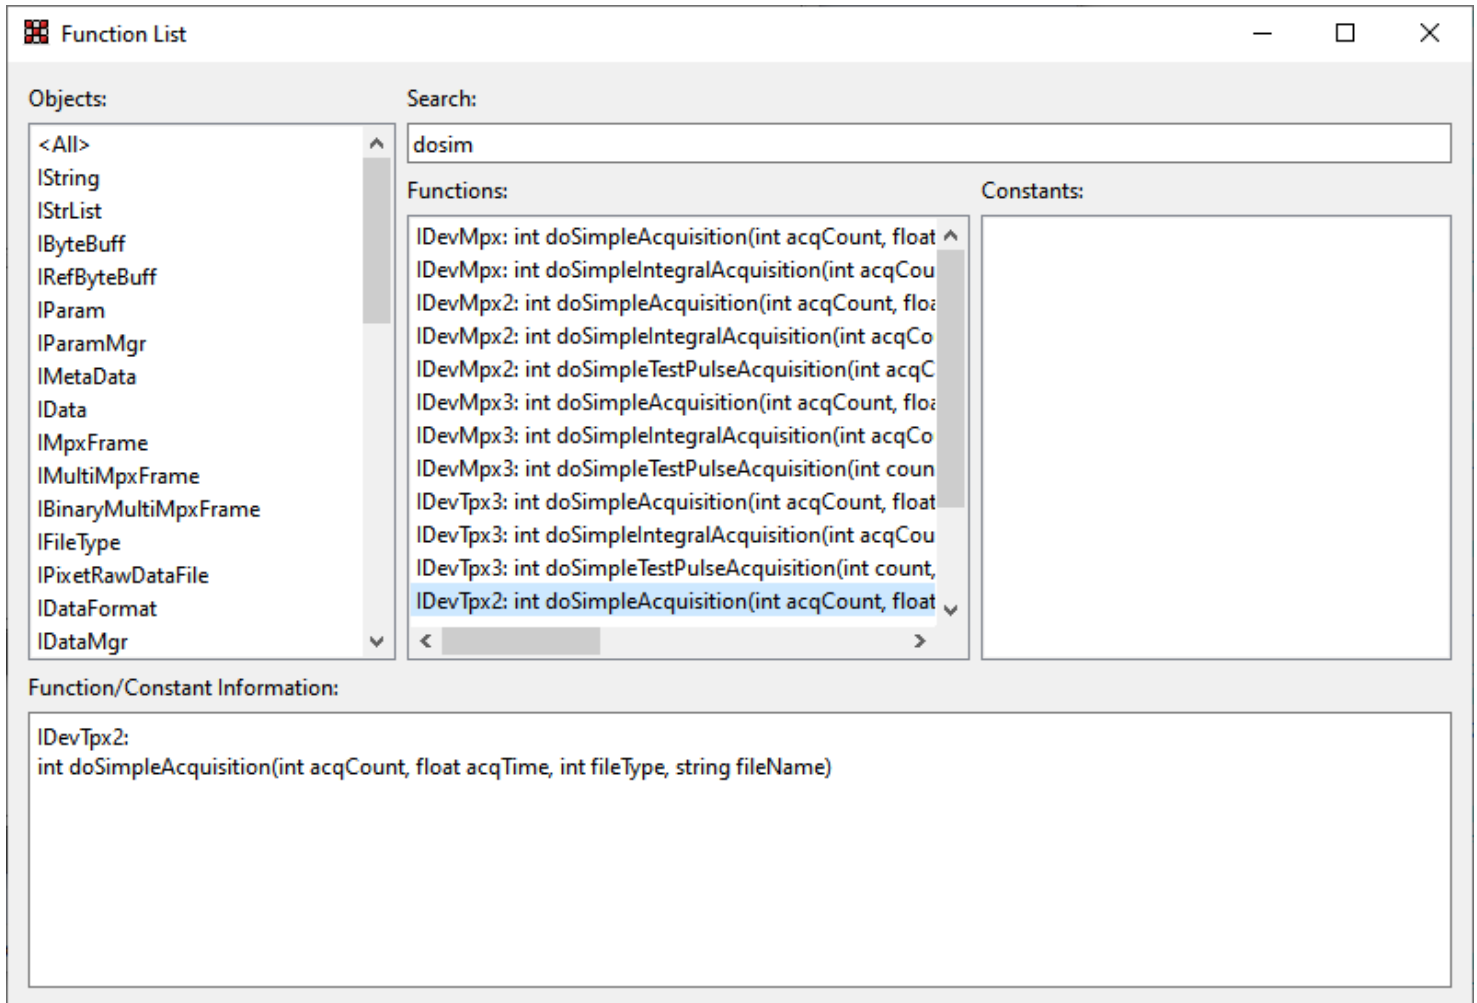 Function List
Objects:
<All>
IString
IStrList
IByteBuff
IRefByteBuff
IParam
IParamMgr
IMetaData
IData
IMpxFrame
IMultiMpxFrame
IBinaryMultiMpxFrame
IFileType
IPixetRawDataFile
IDataFormat
IDataMgr
Search:
dosim
Functions:
IDevMpx: int doSimpleAcquisition(int acqCount, float
IDevMpx: int doSimpleIntegralAcquisition(int acqCou
IDevMpx2: int doSimpleAcquisition(int acqCount, floa
IDevMpx2: int doSimpleIntegralAcquisition(int acqCo
IDevMpx2: int doSimpleTestPulseAcquisition(int acqC
IDevMpx3: int doSimpleAcquisition(int acqCount, floa
IDevMpx3: int doSimpleIntegralAcquisition(int acqCo
IDevMpx3: int doSimpleTestPulseAcquisition(int coun
IDevTpx3: int doSimpleAcquisition(int acqCount, float
IDevTpx3: int doSimpleIntegralAcquisition(int acqCou
IDevTpx3: int doSimpleTestPulseAcquisition(int count,
IDevTpx2: int doSimpleAcquisition(int acqCount, float
Constants:
Function/Constant Information:
IDevTpx2:
int doSimpleAcquisition(int acqCount, float acqTime, int fileType, string fileName)